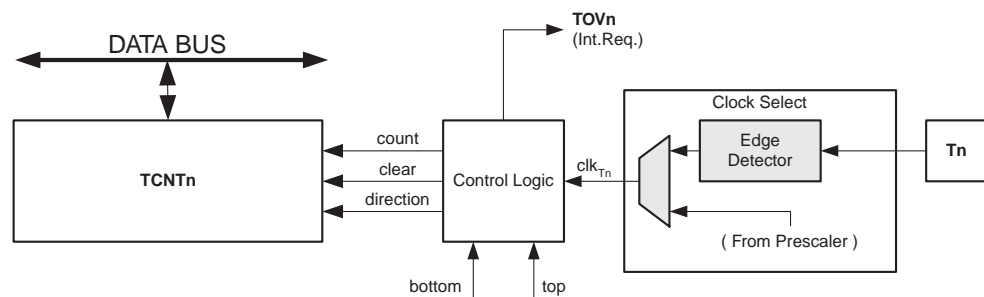 TOVn
(Int.Req.)
DATA BUS
Clock Select
count
Edge
Detector
Tn
TCNTn
clear
Control Logic
clkTn
direction
( From Prescaler )
bottom
top